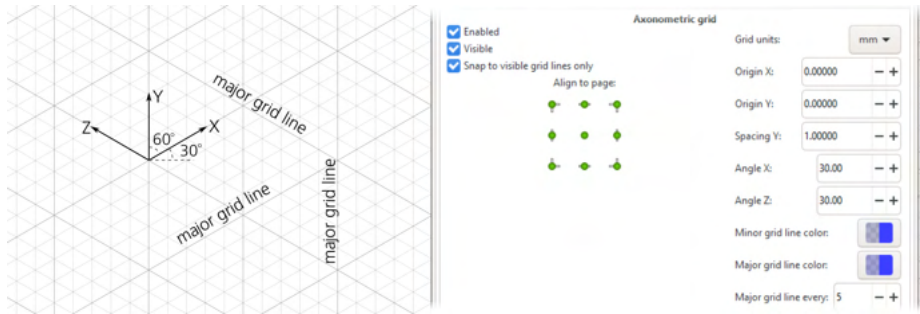 major grid line
Y
Z
X
60°
30°
major grid line
major grid line
Axonometric grid
Enabled
Visible
Snap to visible grid lines only
Align to page:
Grid units: mm
Origin X: 0.00000 − +
Origin Y: 0.00000 − +
Spacing Y: 1.00000 − +
Angle X: 30.00 − +
Angle Z: 30.00 − +
Minor grid line color:
Major grid line color:
Major grid line every: 5 − +